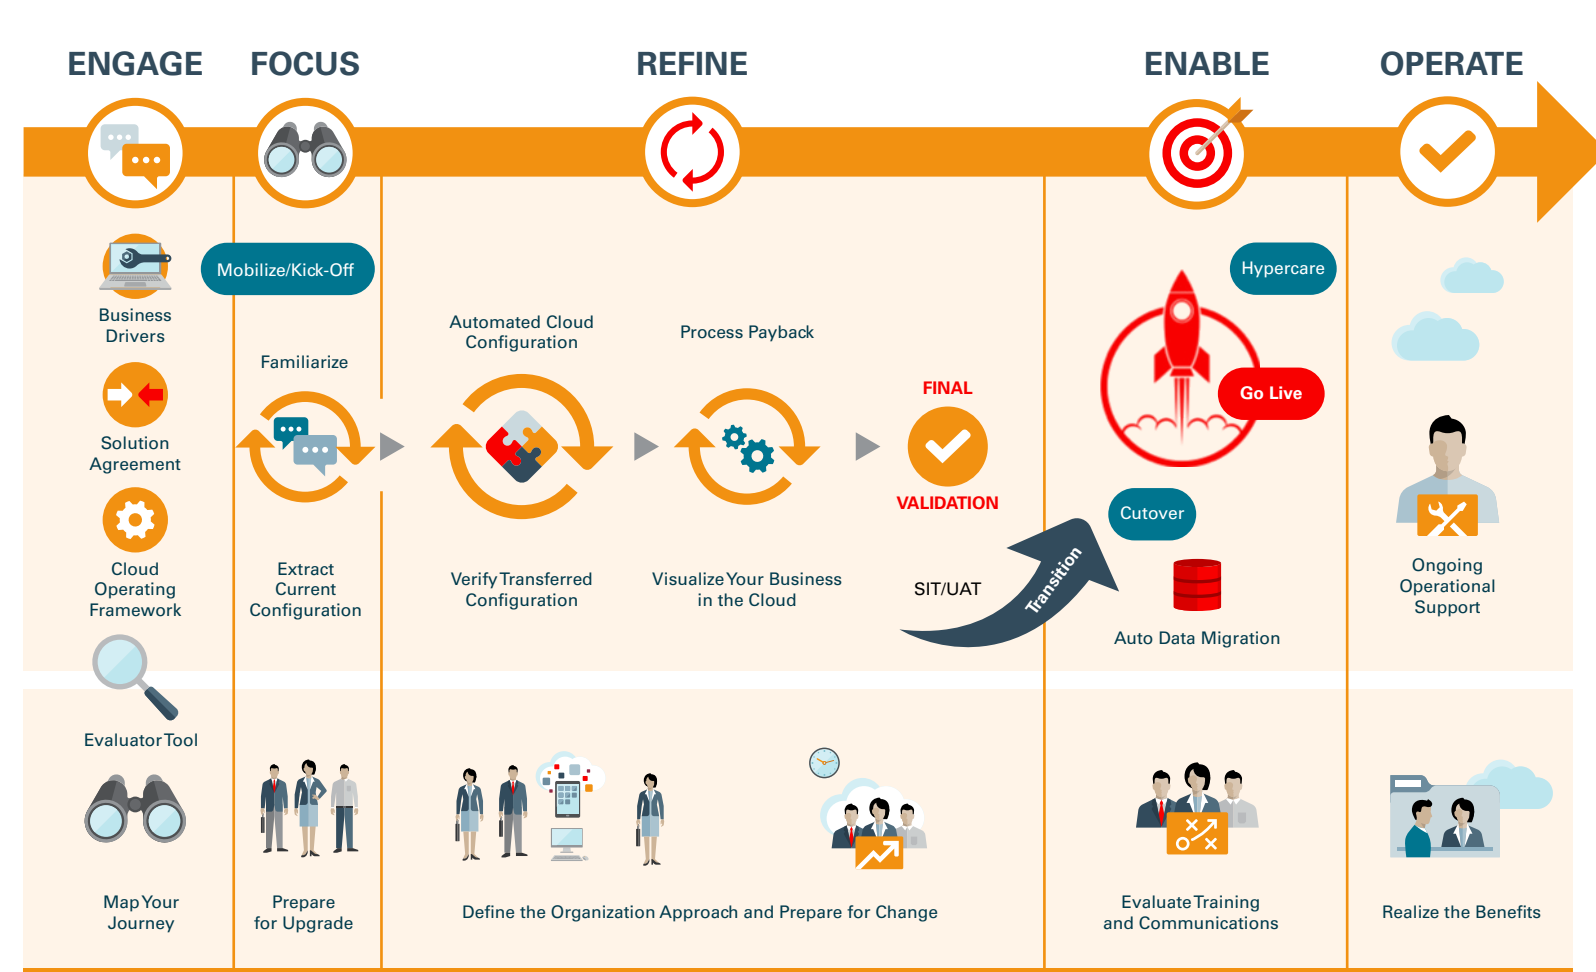 ENGAGE
FOCUS
REFINE
ENABLE
OPERATE
Business
Drivers
Solution
Agreement
Cloud
Operating
Framework
Evaluator Tool
Mobilize/Kick-Off
Familiarize
Extract
Current
Configuration
Automated Cloud
Configuration
Verify Transferred
Configuration
Process Payback
Visualize Your Business
in the Cloud
FINAL
VALIDATION
SIT/UAT
Transition
Hypercare
Go Live
Cutover
Auto Data Migration
Ongoing
Operational
Support
Map Your
Journey
Prepare
for Upgrade
Define the Organization Approach and Prepare for Change
Evaluate Training
and Communications
Realize the Benefits